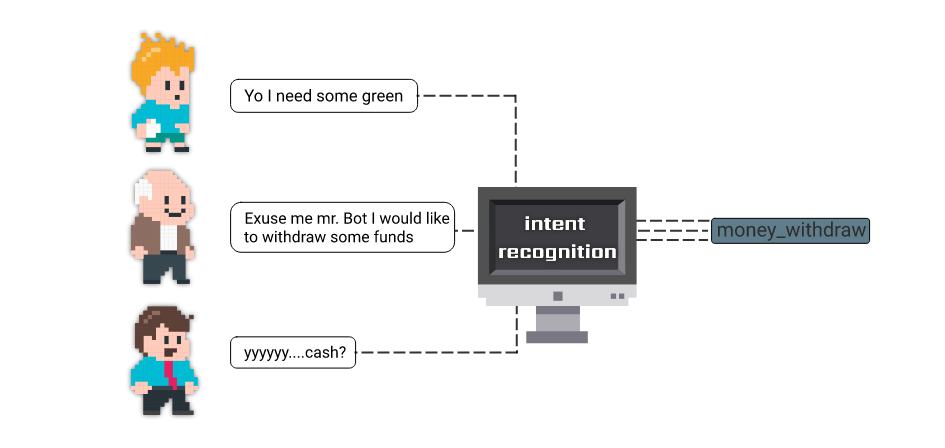 Yo I need some green
Exuse me mr. Bot I would like
to withdraw some funds
intent
recognition
money_withdraw
yyyyyy....cash?